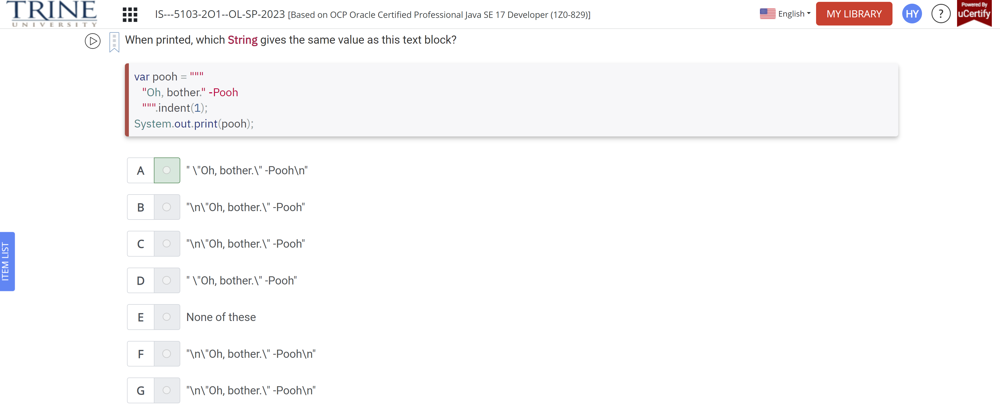 TRINE
UNIVERSITY
IS---5103-2O1--OL-SP-2023 [Based on OCP Oracle Certified Professional Java SE 17 Developer (1Z0-829)]
English
MY LIBRARY
HY
?
Powered By
uCertify
When printed, which String gives the same value as this text block?
var pooh = """
"Oh, bother." -Pooh
""".indent(1);
System.out.print(pooh);
A " \"Oh, bother.\" -Pooh\n"
B "\n\"Oh, bother.\" -Pooh"
C "\n\"Oh, bother.\" -Pooh"
D " \"Oh, bother.\" -Pooh"
E None of these
F "\n\"Oh, bother.\" -Pooh\n"
G "\n\"Oh, bother.\" -Pooh\n"
ITEM LIST